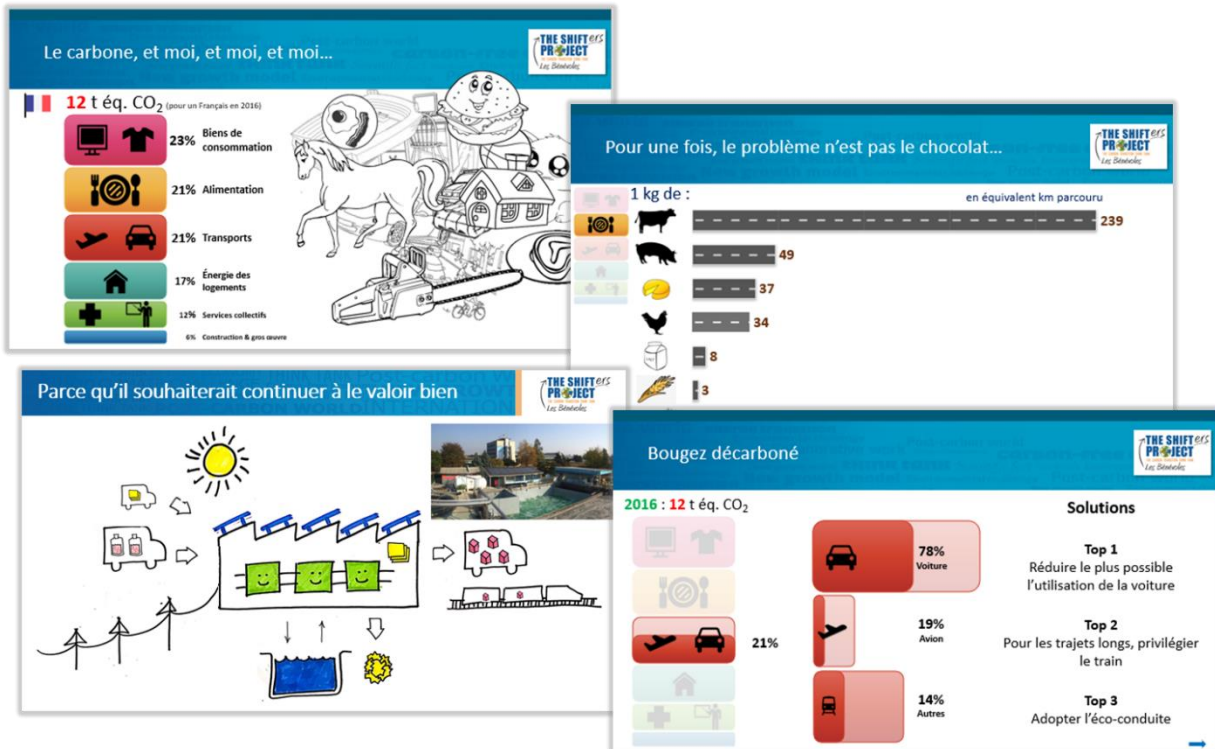 Le carbone, et moi, et moi, et moi…
THE SHIFTers
PROJECT
Les Bénévoles
12 t éq. CO2 (pour un Français en 2016)
23% Biens de
consommation
21% Alimentation
21% Transports
17% Énergie des
logements
12% Services collectifs
6% Construction & gros œuvre
Pour une fois, le problème n'est pas le chocolat…
THE SHIFTers
PROJECT
Les Bénévoles
1 kg de :
en équivalent km parcouru
239
49
37
34
8
3
Parce qu'il souhaiterait continuer à le valoir bien
THE SHIFTers
PROJECT
Les Bénévoles
Bougez décarboné
THE SHIFTers
PROJECT
Les Bénévoles
2016 : 12 t éq. CO2
21%
78%
Voiture
19%
Avion
14%
Autres
Solutions
Top 1
Réduire le plus possible
l'utilisation de la voiture
Top 2
Pour les trajets longs, privilégier
le train
Top 3
Adopter l'éco-conduite